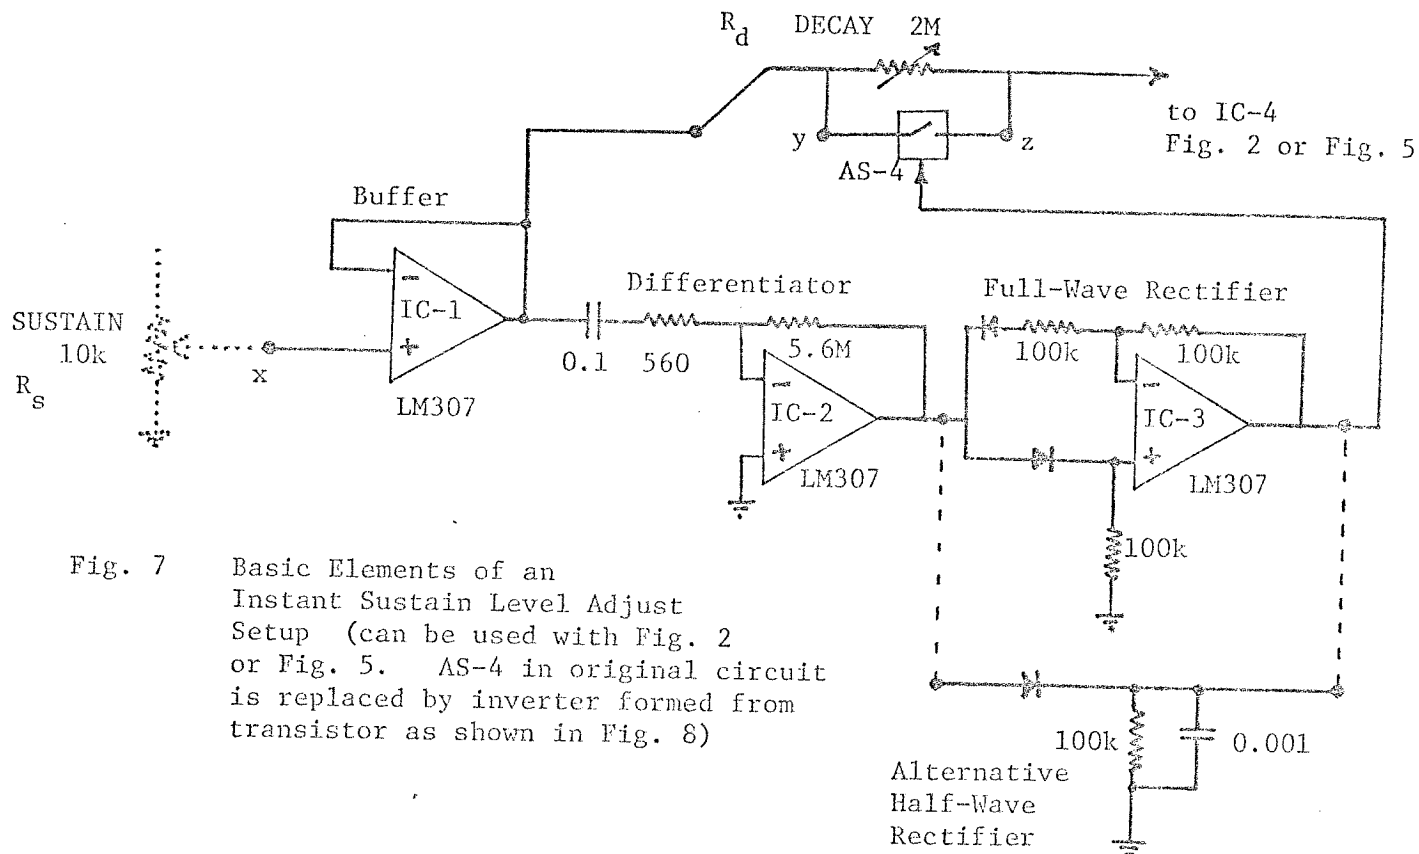 R_d DECAY 2M
to IC-4
Fig. 2 or Fig. 5
y
z
AS-4
Buffer
-
IC-1
+
LM307
SUSTAIN
10k
R_s
x
Differentiator
0.1 560
5.6M
-
IC-2
+
LM307
Full-Wave Rectifier
100k
100k
-
IC-3
+
LM307
100k
Fig. 7 Basic Elements of an
Instant Sustain Level Adjust
Setup (can be used with Fig. 2
or Fig. 5. AS-4 in original circuit
is replaced by inverter formed from
transistor as shown in Fig. 8)
100k
0.001
Alternative
Half-Wave
Rectifier